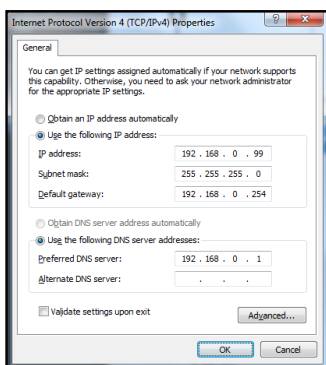 Internet Protocol Version 4 (TCP/IPv4) Properties
General
You can get IP settings assigned automatically if your network supports
this capability. Otherwise, you need to ask your network administrator
for the appropriate IP settings.
Obtain an IP address automatically
Use the following IP address:
IP address: 192 . 168 . 0 . 99
Subnet mask: 255 . 255 . 255 . 0
Default gateway: 192 . 168 . 0 . 254
Obtain DNS server address automatically
Use the following DNS server addresses:
Preferred DNS server: 192 . 168 . 0 . 1
Alternate DNS server: . . .
Validate settings upon exit
Advanced...
OK Cancel